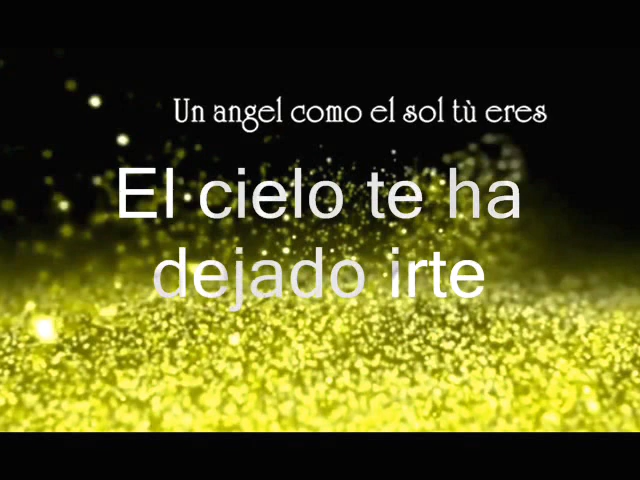 Un angel como el sol tù eres
El cielo te ha
dejado irte